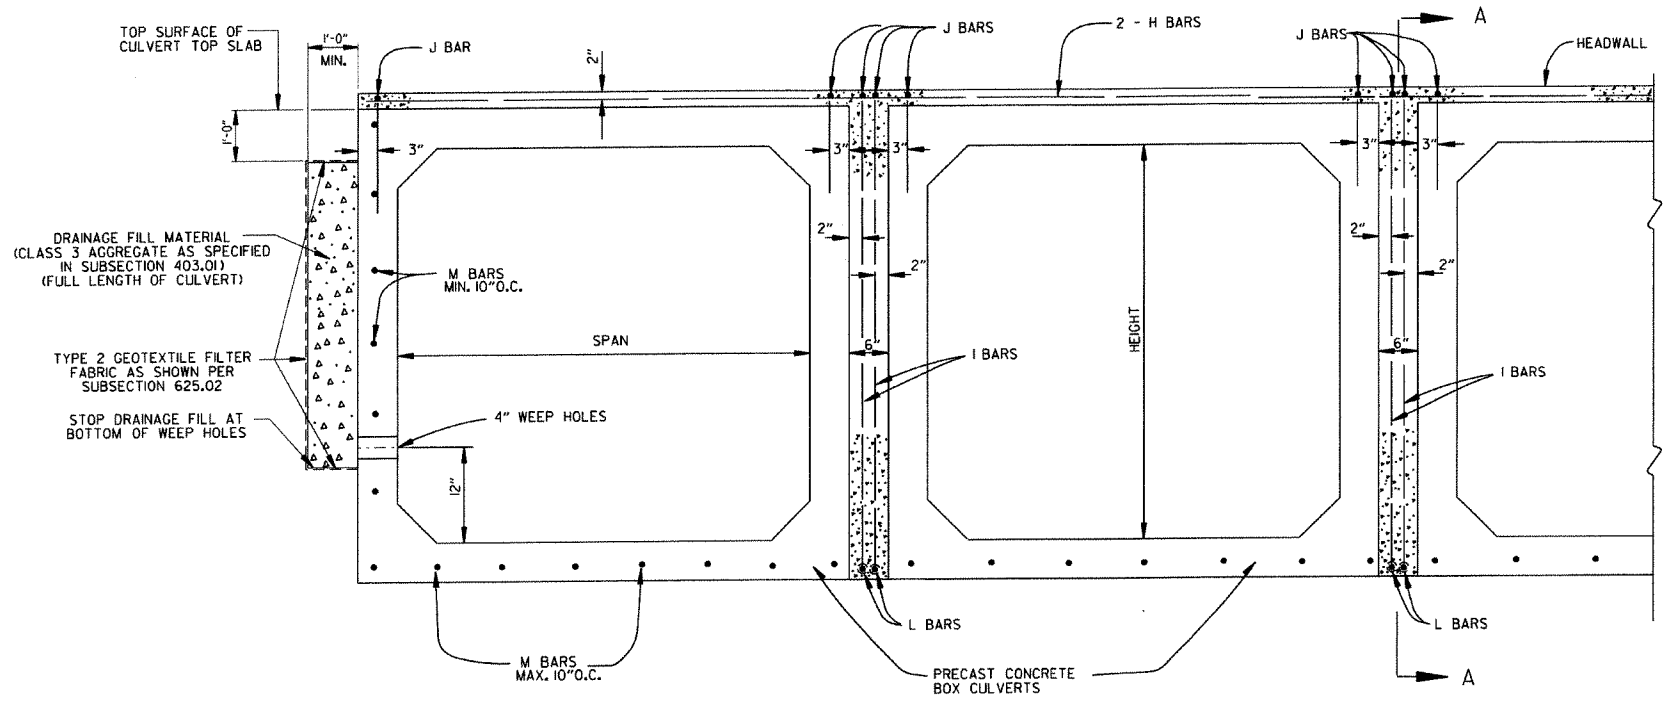 TOP SURFACE OF
CULVERT TOP SLAB
1'-0"
MIN.
J BAR
2"
J BARS
2 - H BARS
J BARS
A
HEADWALL
1'-0"
3"
3"
3"
3"
3"
DRAINAGE FILL MATERIAL
(CLASS 3 AGGREGATE AS SPECIFIED
IN SUBSECTION 403.01)
(FULL LENGTH OF CULVERT)
M BARS
MIN. 10"O.C.
2"
2"
2"
2"
SPAN
HEIGHT
6"
6"
I BARS
I BARS
TYPE 2 GEOTEXTILE FILTER
FABRIC AS SHOWN PER
SUBSECTION 625.02
STOP DRAINAGE FILL AT
BOTTOM OF WEEP HOLES
4" WEEP HOLES
12"
L BARS
L BARS
M BARS
MAX. 10"O.C.
PRECAST CONCRETE
BOX CULVERTS
A